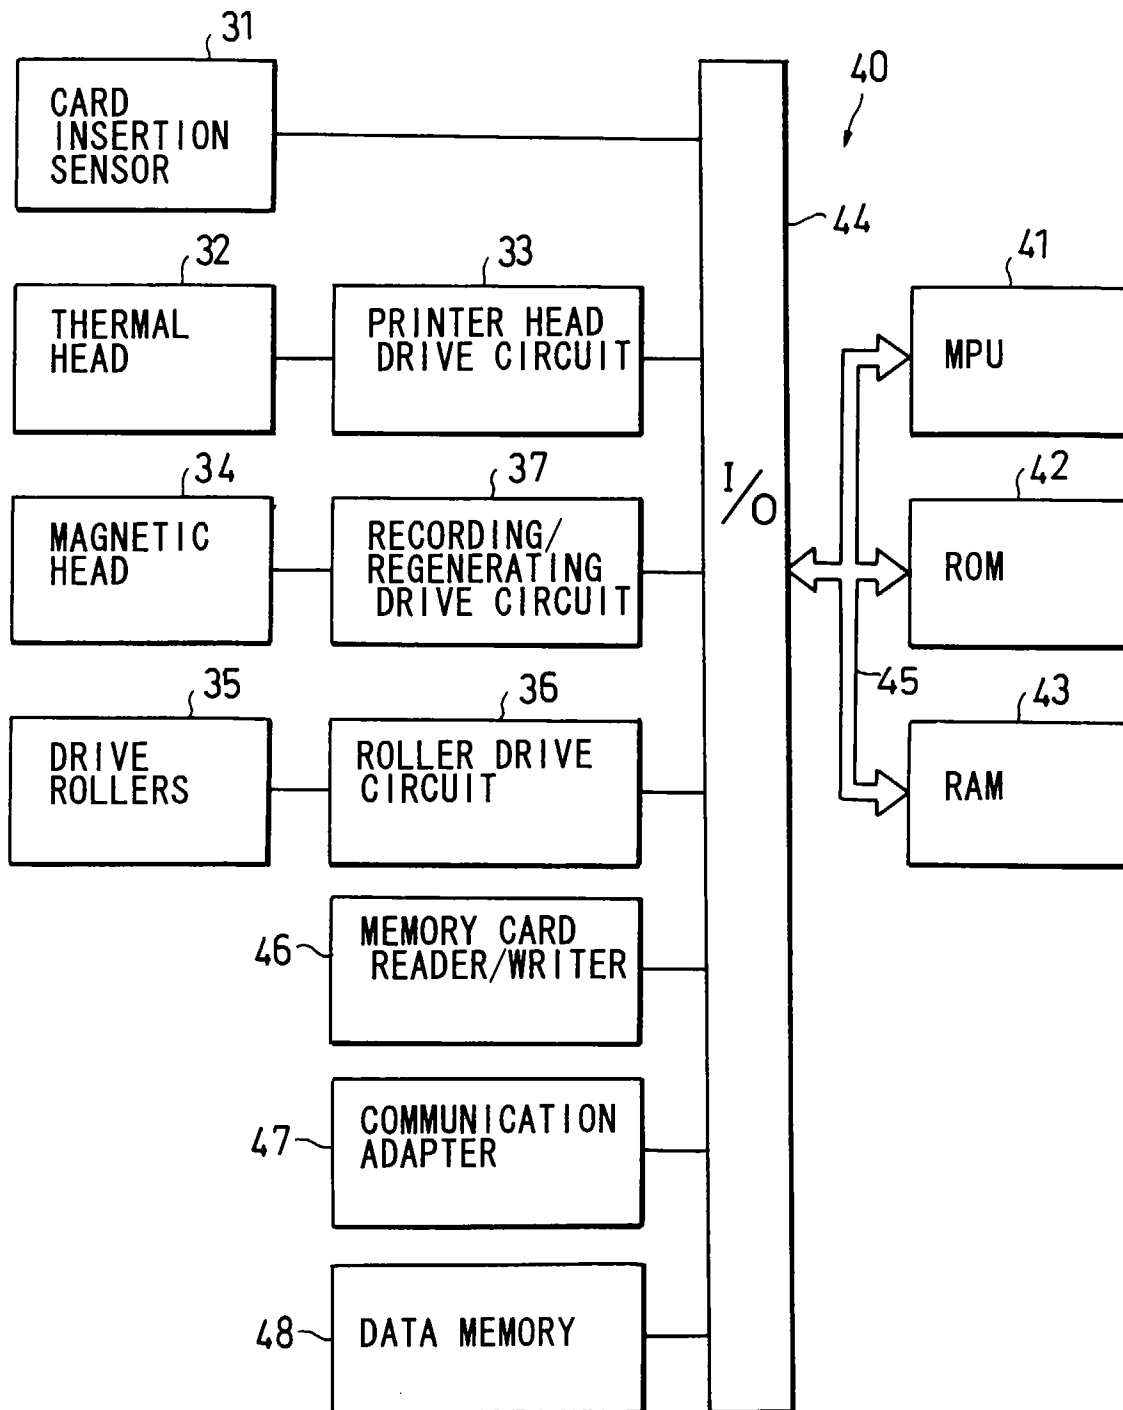 31
CARD
INSERTION
SENSOR
40
44
32
THERMAL
HEAD
33
PRINTER HEAD
DRIVE CIRCUIT
41
MPU
34
MAGNETIC
HEAD
37
RECORDING/
REGENERATING
DRIVE CIRCUIT
I/O
42
ROM
45
35
DRIVE
ROLLERS
36
ROLLER DRIVE
CIRCUIT
43
RAM
46
MEMORY CARD
READER/WRITER
47
COMMUNICATION
ADAPTER
48
DATA MEMORY